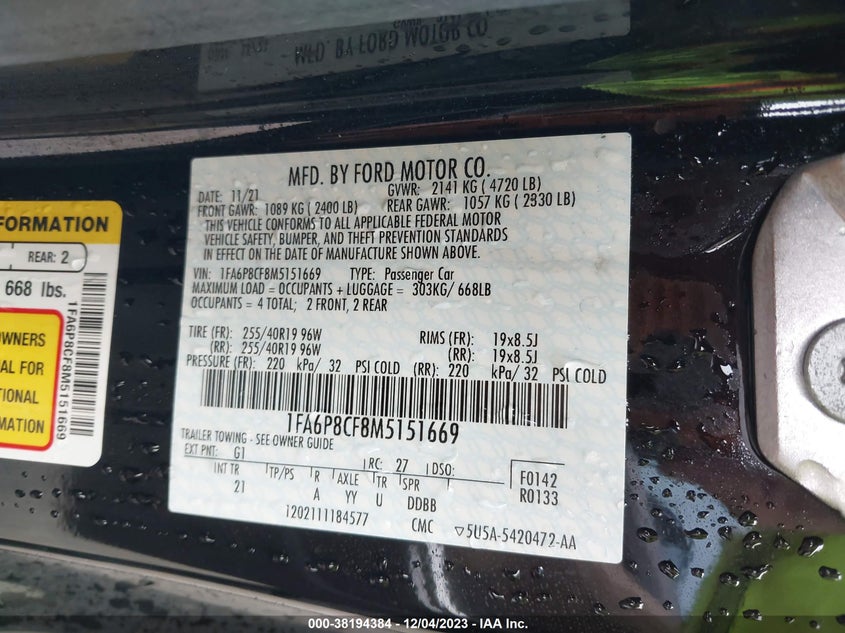 MFD. BY FORD MOTOR CO.
FORMATION
REAR: 2
668 lbs.
1FA6P8CF8M5151669
OWNERS
AL FOR
TIONAL
RMATION
MFD. BY FORD MOTOR CO.
DATE: 11/21 GVWR: 2141 KG ( 4720 LB)
FRONT GAWR: 1089 KG ( 2400 LB) REAR GAWR: 1057 KG ( 2330 LB)
THIS VEHICLE CONFORMS TO ALL APPLICABLE FEDERAL MOTOR
VEHICLE SAFETY, BUMPER, AND THEFT PREVENTION STANDARDS
IN EFFECT ON THE DATE OF MANUFACTURE SHOWN ABOVE.
VIN: 1FA6P8CF8M5151669 TYPE: Passenger Car
MAXIMUM LOAD = OCCUPANTS + LUGGAGE = 303KG/ 668LB
OCCUPANTS = 4 TOTAL; 2 FRONT, 2 REAR
TIRE (FR): 255/40R19 96W RIMS (FR): 19x8.5J
(RR): 255/40R19 96W (RR): 19x8.5J
PRESSURE (FR): 220 kPa/ 32 PSI COLD (RR): 220 kPa/ 32 PSI COLD
1FA6P8CF8M5151669
TRAILER TOWING - SEE OWNER GUIDE
EXT PNT: G1 RC: 27 DSO: F0142
INT TR TP/PS R AXLE TR SPR R0133
21 A YY U DDBB
1202111184577 CMC ▽5U5A-5420472-AA
000-38194384 - 12/04/2023 - IAA Inc.